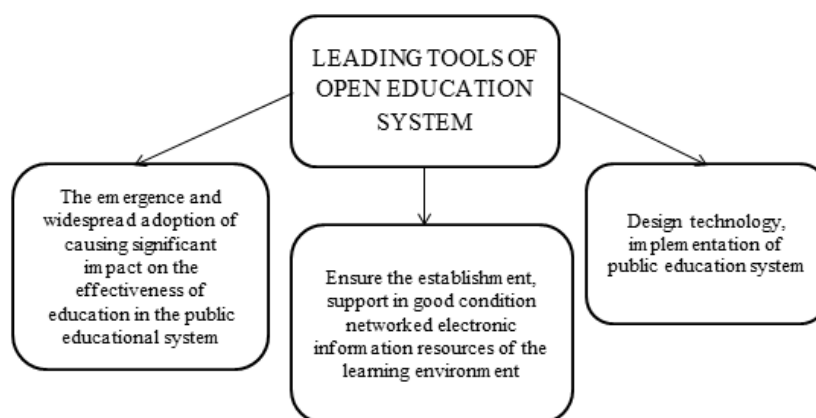 LEADING TOOLS OF
OPEN EDUCATION
SYSTEM
The emergence and
widespread adoption of
causing significant
impact on the
effectiveness of
education in the public
educational system
Ensure the establishment,
support in good condition
networked electronic
information resources of the
learning environment
Design technology,
implementation of
public education system